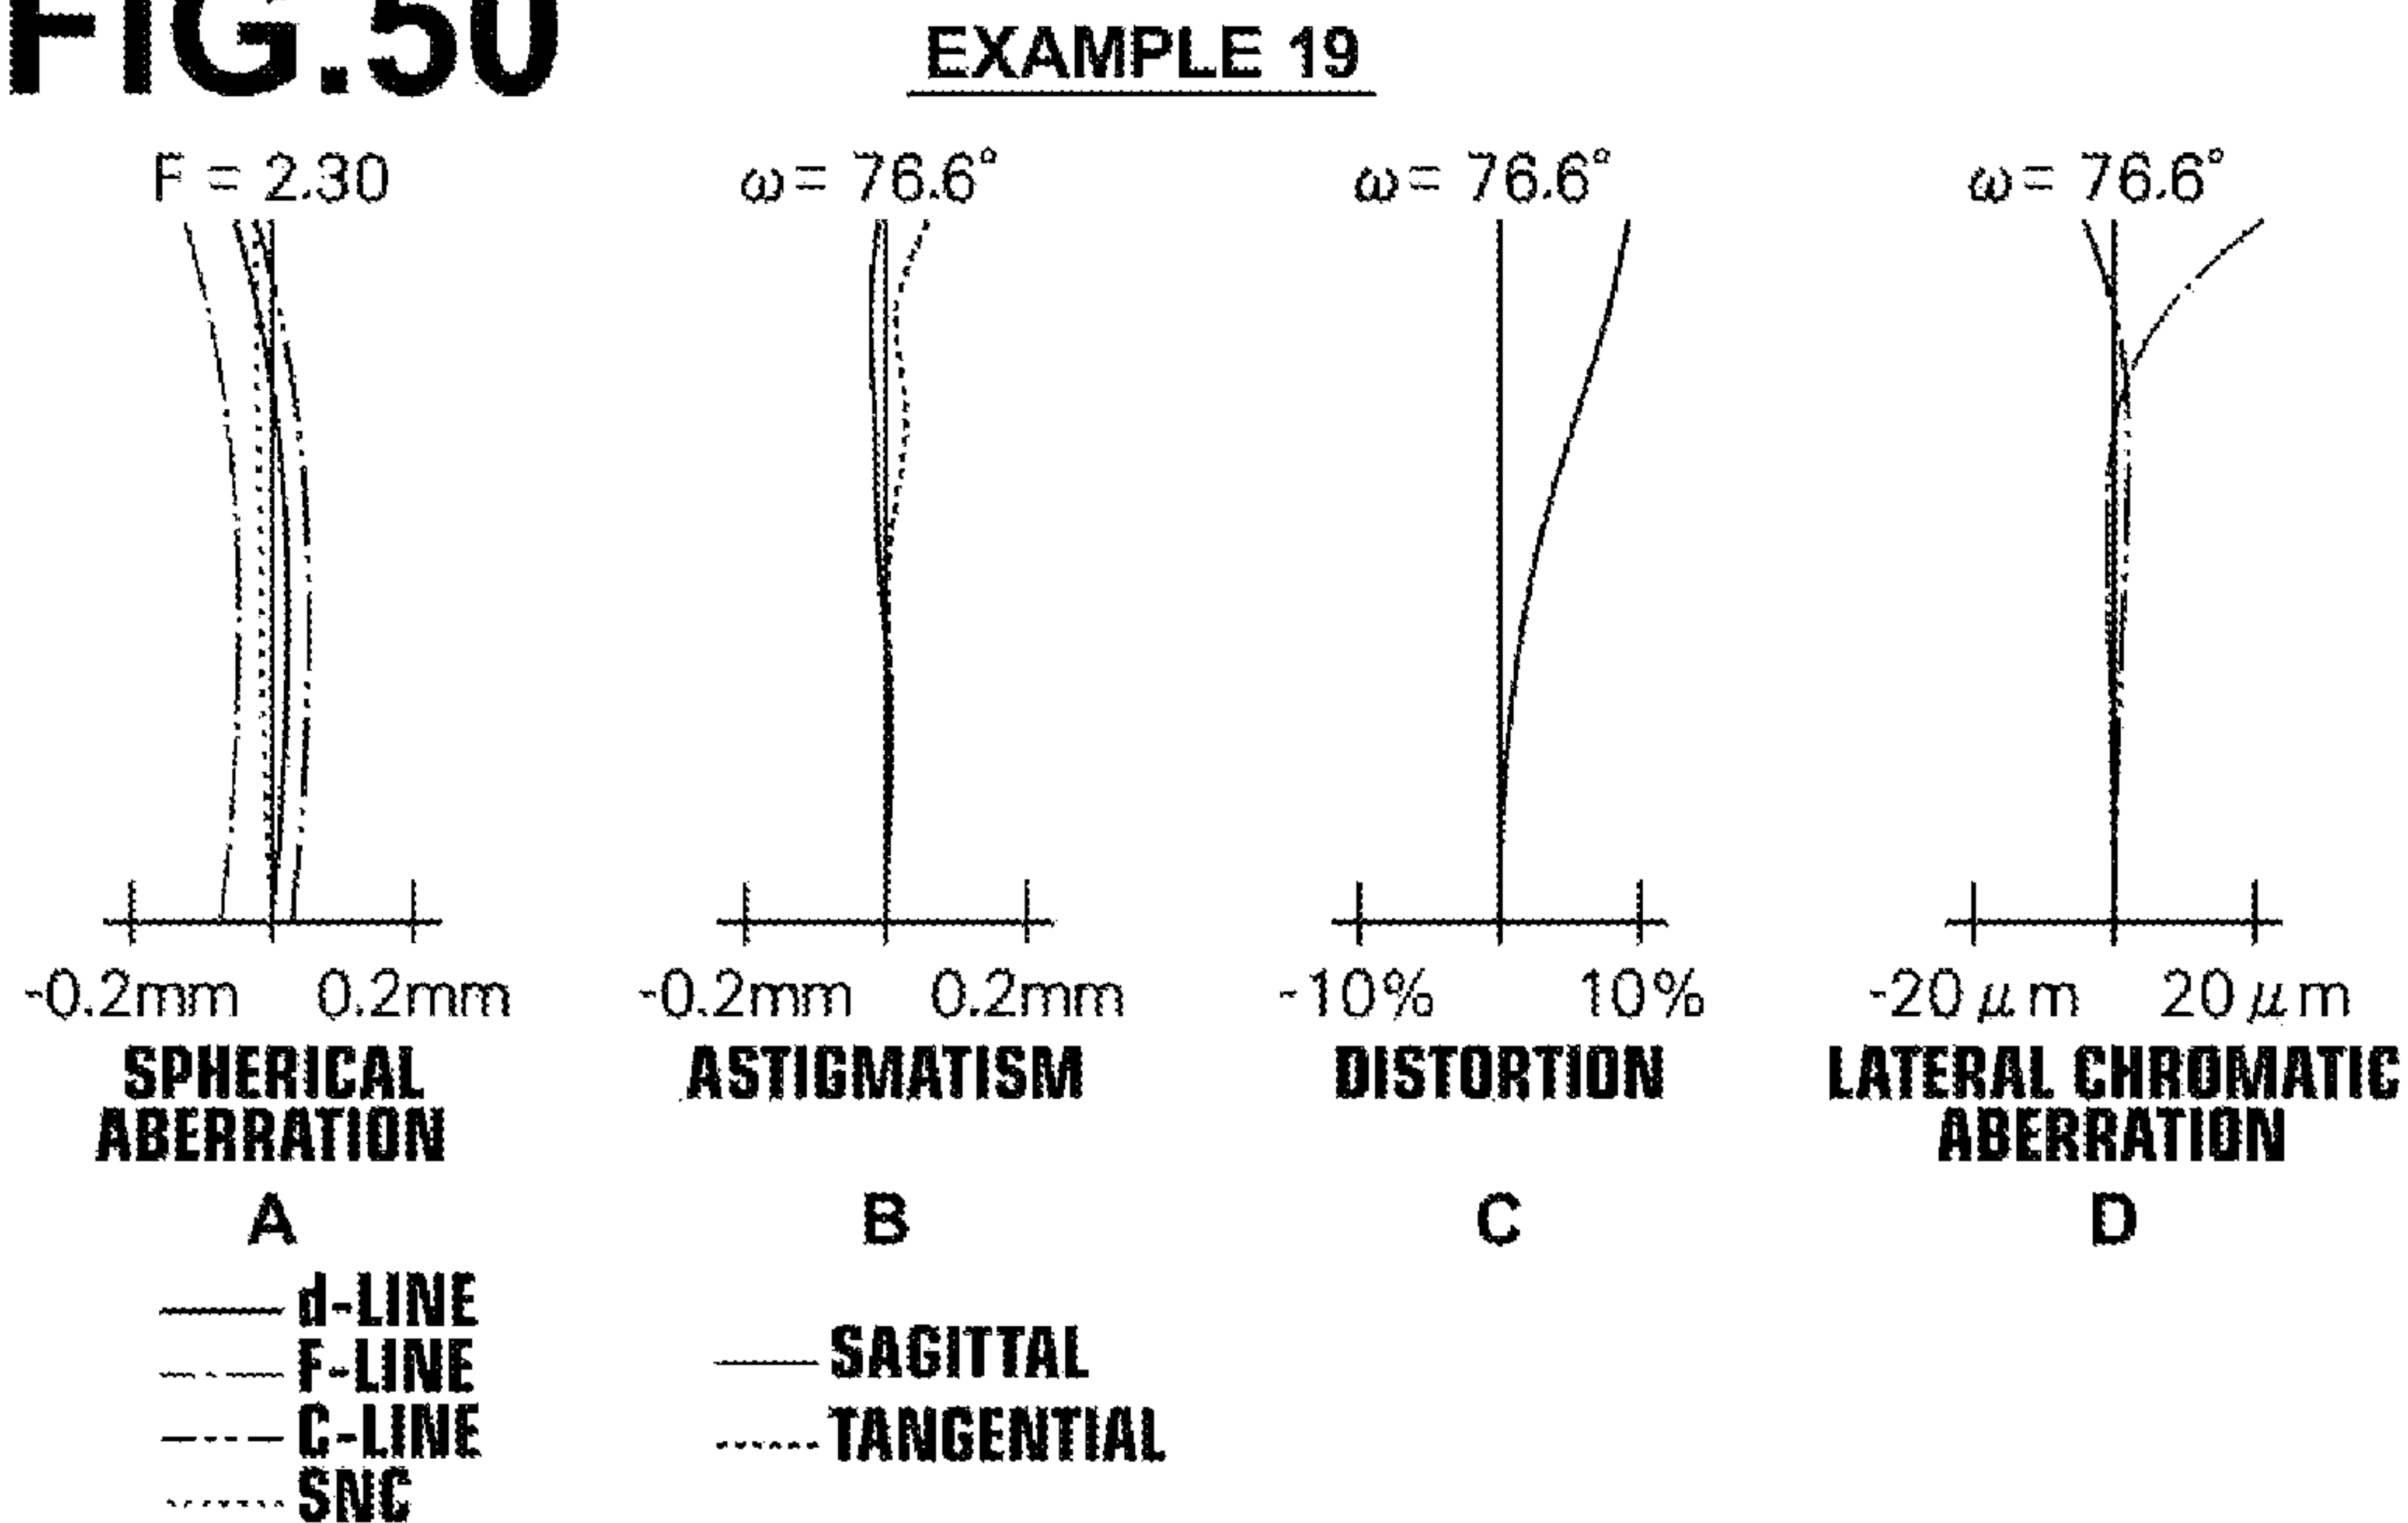 FIG.50
EXAMPLE 19
F = 2.30
ω= 76.6°
ω= 76.6°
ω= 76.6°
-0.2mm 0.2mm
-0.2mm 0.2mm
-10% 10%
-20μm 20μm
SPHERICAL
ABERRATION
ASTIGMATISM
DISTORTION
LATERAL CHROMATIC
ABERRATION
A
B
C
D
d-LINE
F-LINE
C-LINE
SNC
SAGITTAL
TANGENTIAL